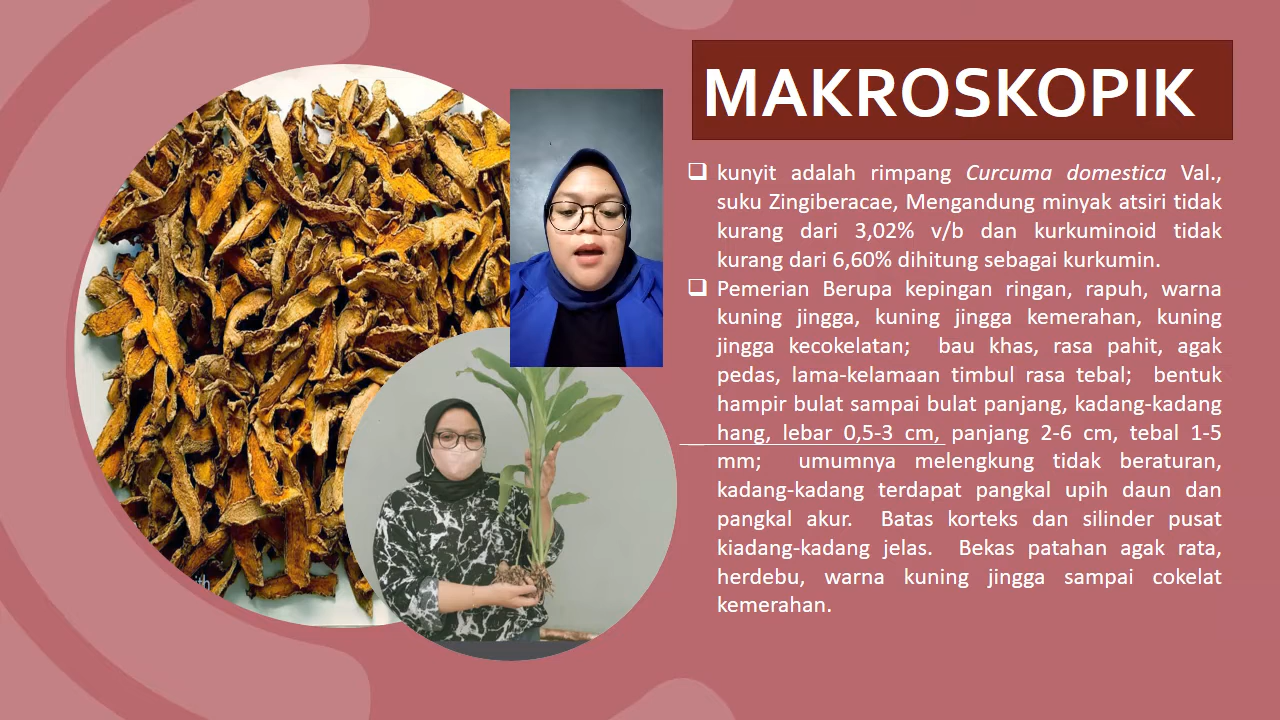 MAKROSKOPIK
kunyit adalah rimpang Curcuma domestica Val.,
suku Zingiberacae, Mengandung minyak atsiri tidak
kurang dari 3,02% v/b dan kurkuminoid tidak
kurang dari 6,60% dihitung sebagai kurkumin.
Pemerian Berupa kepingan ringan, rapuh, warna
kuning jingga, kuning jingga kemerahan, kuning
jingga kecokelatan; bau khas, rasa pahit, agak
pedas, lama-kelamaan timbul rasa tebal; bentuk
hampir bulat sampai bulat panjang, kadang-kadang
hang, lebar 0,5-3 cm, panjang 2-6 cm, tebal 1-5
mm; umumnya melengkung tidak beraturan,
kadang-kadang terdapat pangkal upih daun dan
pangkal akur. Batas korteks dan silinder pusat
kiadang-kadang jelas. Bekas patahan agak rata,
herdebu, warna kuning jingga sampai cokelat
kemerahan.